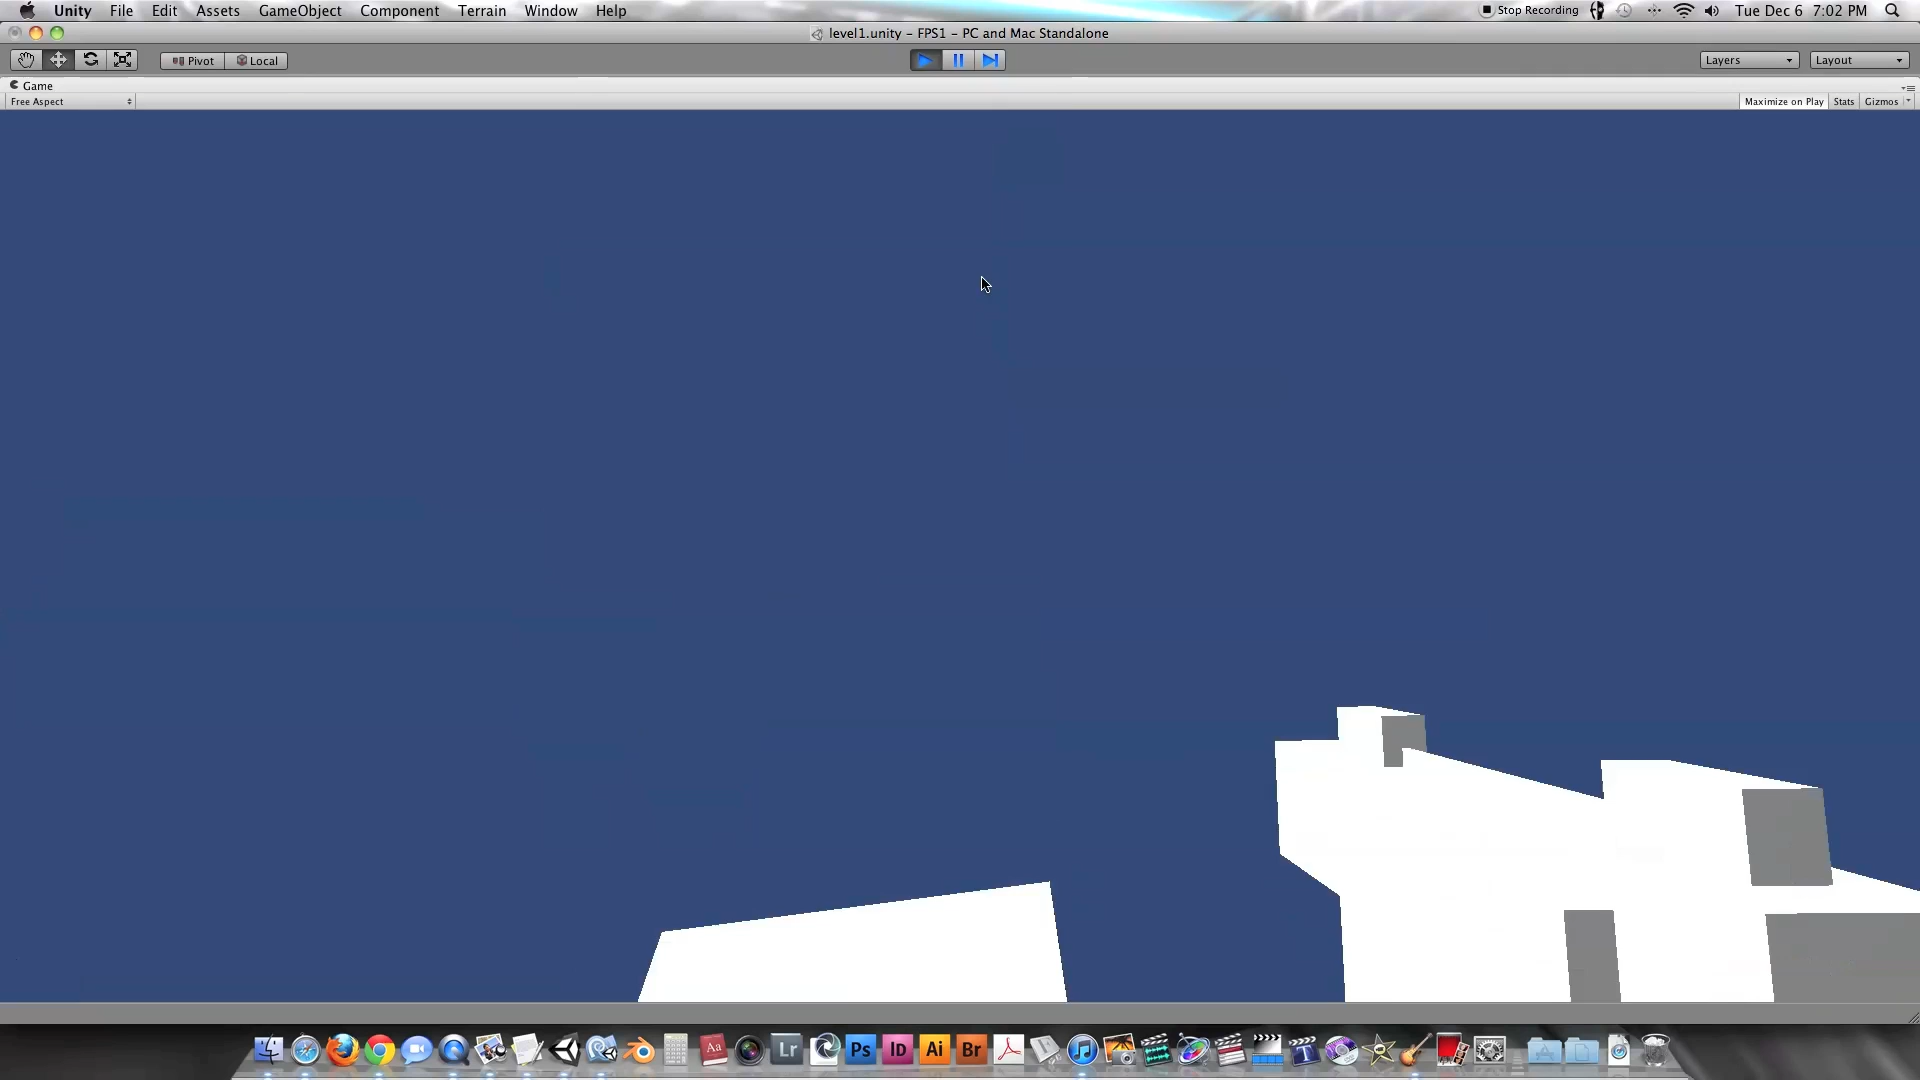 Unity File Edit Assets GameObject Component Terrain Window Help Stop Recording Tue Dec 6 7:02 PM
level1.unity – FPS1 – PC and Mac Standalone
Pivot Local Layers Layout
Game
Free Aspect Maximize on Play Stats Gizmos
Aa Lr Ps Id Ai Br T